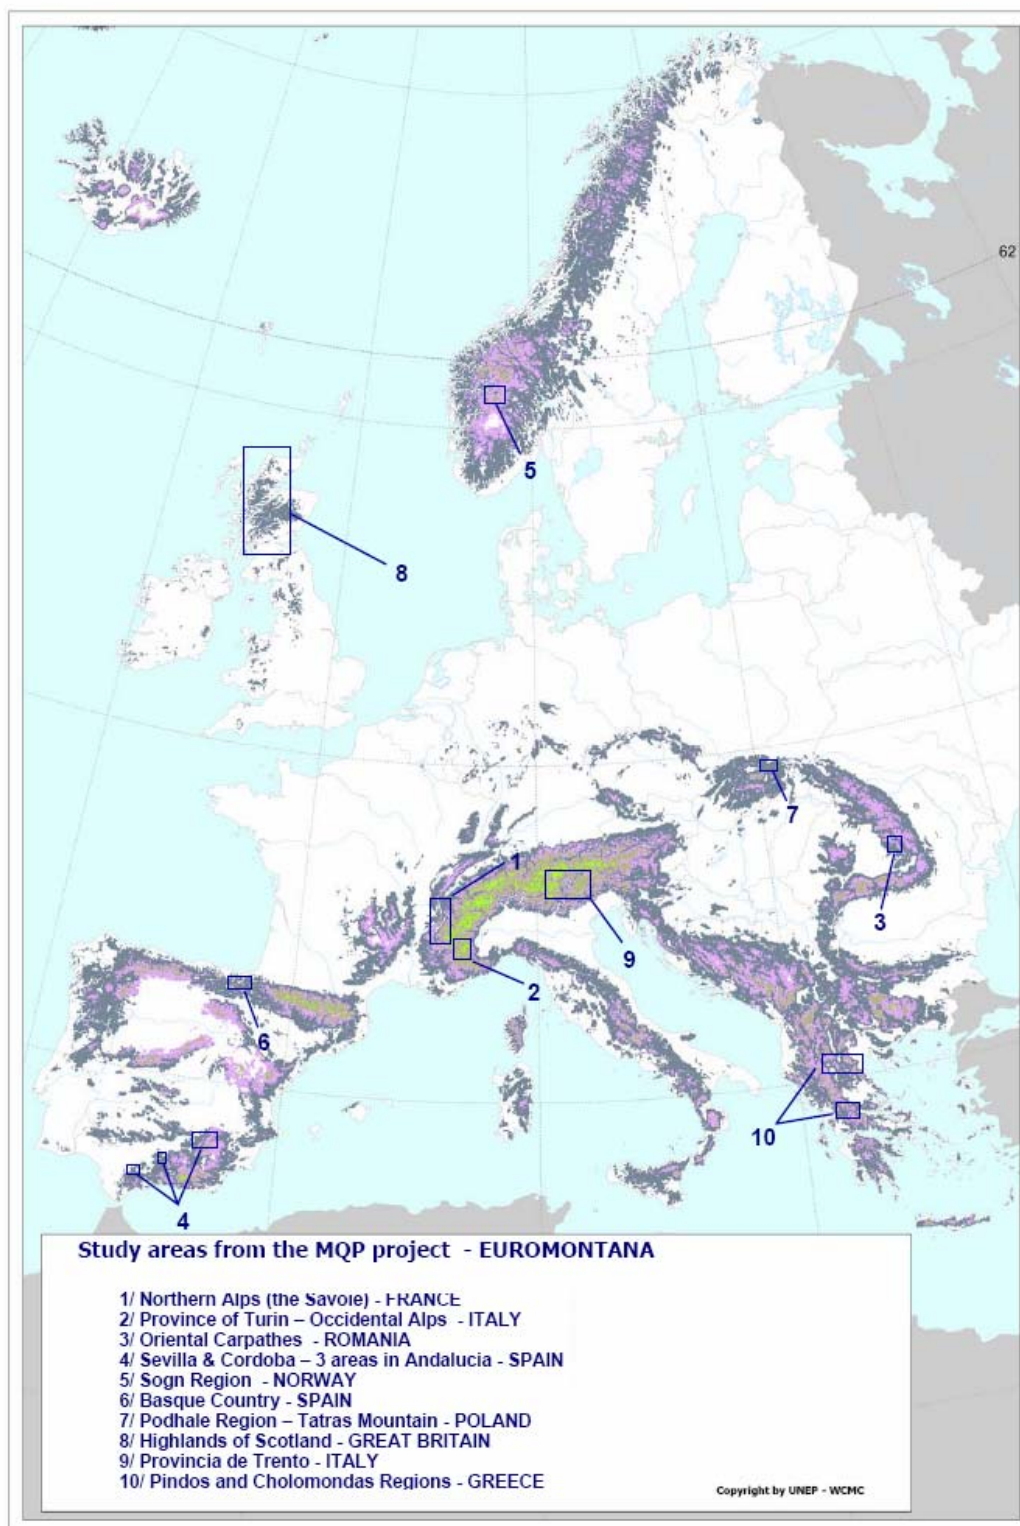 62
5
8
7
1
3
9
2
6
10
4
Study areas from the MQP project - EUROMONTANA
1/ Northern Alps (the Savoie) - FRANCE
2/ Province of Turin – Occidental Alps - ITALY
3/ Oriental Carpathes - ROMANIA
4/ Sevilla & Cordoba – 3 areas in Andalucia - SPAIN
5/ Sogn Region - NORWAY
6/ Basque Country - SPAIN
7/ Podhale Region – Tatras Mountain - POLAND
8/ Highlands of Scotland - GREAT BRITAIN
9/ Provincia de Trento - ITALY
10/ Pindos and Cholomondas Regions - GREECE
Copyright by UNEP - WCMC